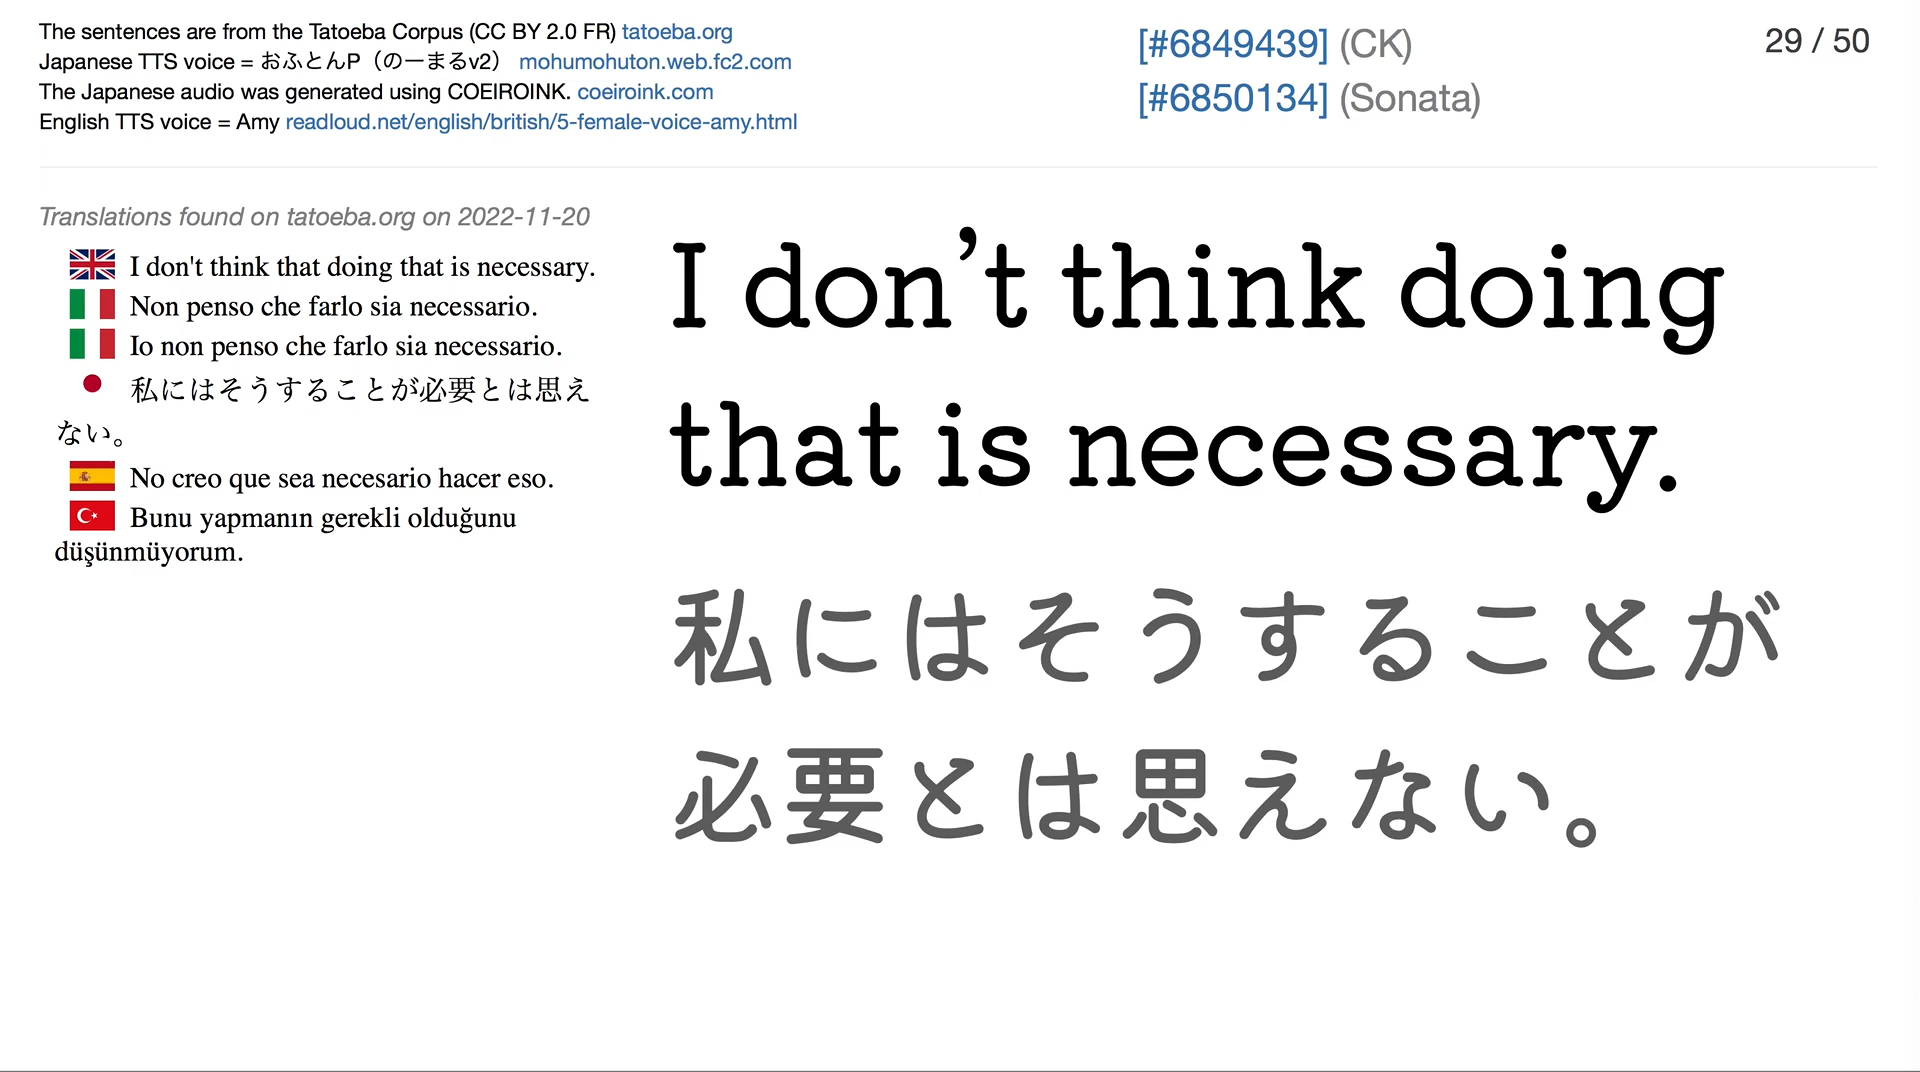 The sentences are from the Tatoeba Corpus (CC BY 2.0 FR) tatoeba.org
Japanese TTS voice = おふとんP（のーまるv2） mohumohuton.web.fc2.com
The Japanese audio was generated using COEIROINK. coeiroink.com
English TTS voice = Amy readloud.net/english/british/5-female-voice-amy.html
[#6849439] (CK)
[#6850134] (Sonata)
29 / 50
Translations found on tatoeba.org on 2022-11-20
I don't think that doing that is necessary.
Non penso che farlo sia necessario.
Io non penso che farlo sia necessario.
私にはそうすることが必要とは思え
ない。
No creo que sea necesario hacer eso.
Bunu yapmanın gerekli olduğunu
düşünmüyorum.
I don’t think doing
that is necessary.
私にはそうすることが
必要とは思えない。